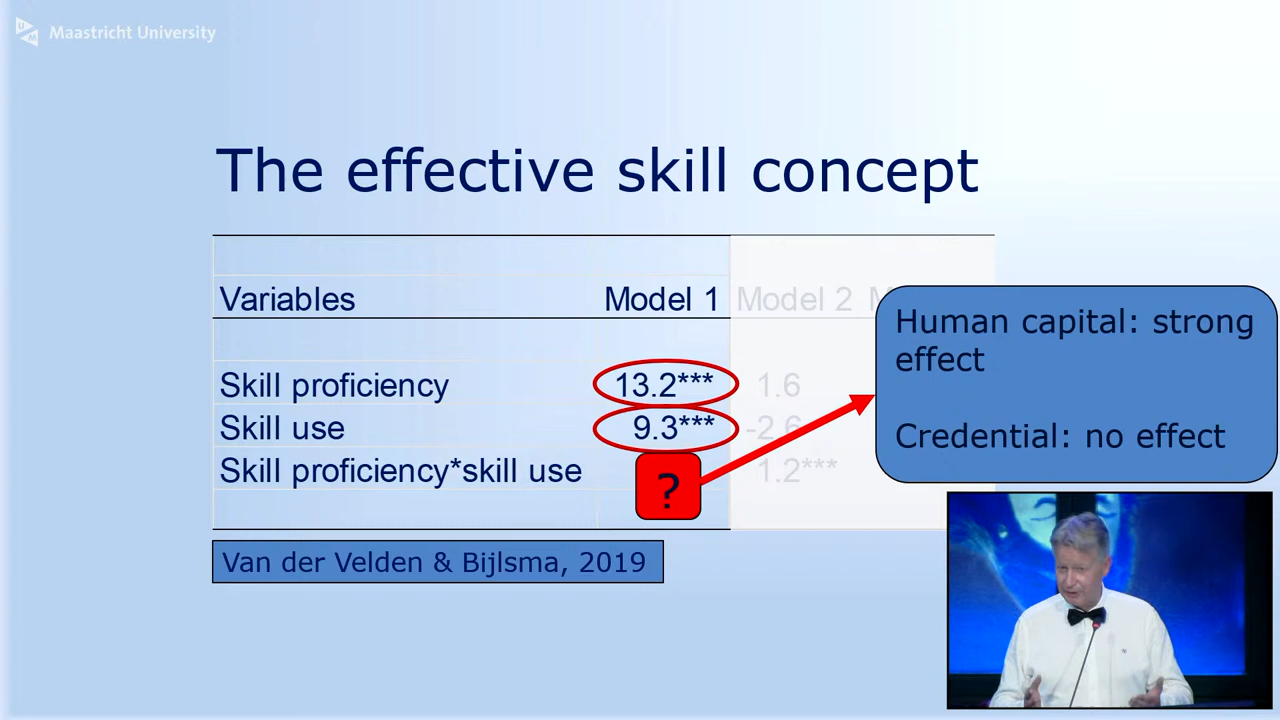 Maastricht University
The effective skill concept
Variables Model 1 Model 2 M
Skill proficiency 13.2*** 1.6
Skill use 9.3*** -2.6
Skill proficiency*skill use ? 1.2***
Human capital: strong
effect
Credential: no effect
Van der Velden & Bijlsma, 2019